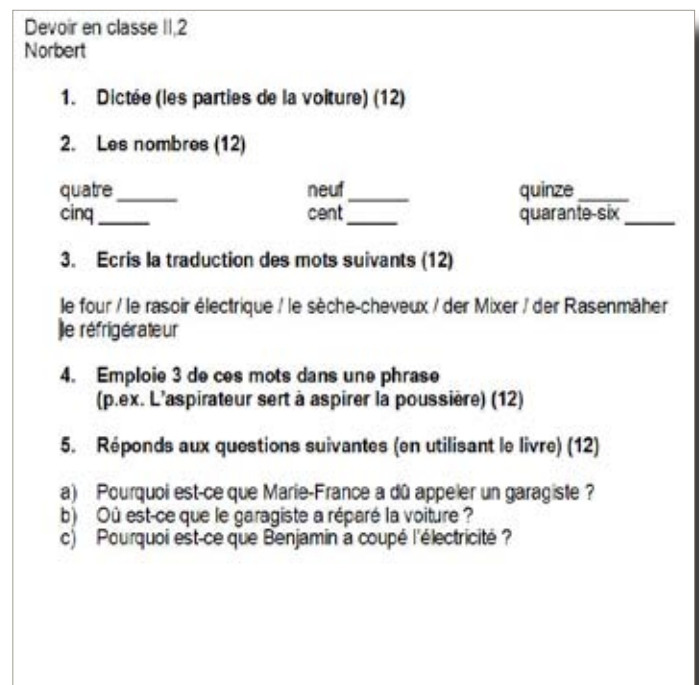 Devoir en classe II,2
Norbert
1. Dictée (les parties de la voiture) (12)
2. Les nombres (12)
quatre ______ neuf ______ quinze _____
cinq _____ cent _____ quarante-six _____
3. Ecris la traduction des mots suivants (12)
le four / le rasoir électrique / le sèche-cheveux / der Mixer / der Rasenmäher
le réfrigérateur
4. Emploie 3 de ces mots dans une phrase
(p.ex. L'aspirateur sert à aspirer la poussière) (12)
5. Réponds aux questions suivantes (en utilisant le livre) (12)
a) Pourquoi est-ce que Marie-France a dû appeler un garagiste ?
b) Où est-ce que le garagiste a réparé la voiture ?
c) Pourquoi est-ce que Benjamin a coupé l'électricité ?